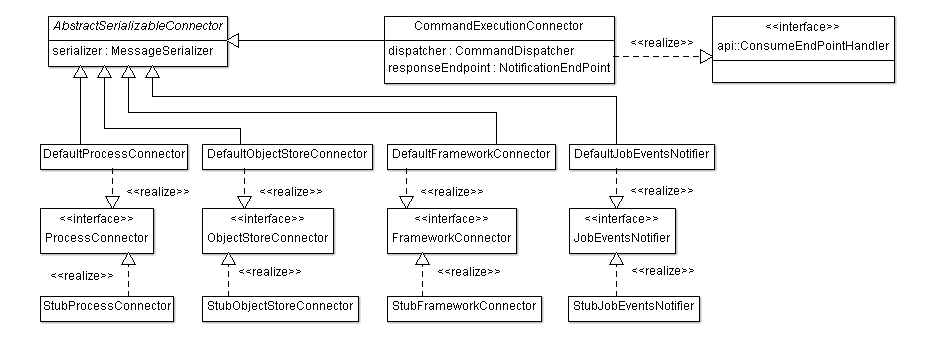 AbstractSerializableConnector
serializer : MessageSerializer
CommandExecutionConnector
dispatcher : CommandDispatcher
responseEndpoint : NotificationEndPoint
<<realize>>
<<interface>>
api::ConsumeEndPointHandler
DefaultProcessConnector
DefaultObjectStoreConnector
DefaultFrameworkConnector
DefaultJobEventsNotifier
<<realize>>
<<realize>>
<<realize>>
<<realize>>
<<interface>>
ProcessConnector
<<interface>>
ObjectStoreConnector
<<interface>>
FrameworkConnector
<<interface>>
JobEventsNotifier
<<realize>>
<<realize>>
<<realize>>
<<realize>>
StubProcessConnector
StubObjectStoreConnector
StubFrameworkConnector
StubJobEventsNotifier